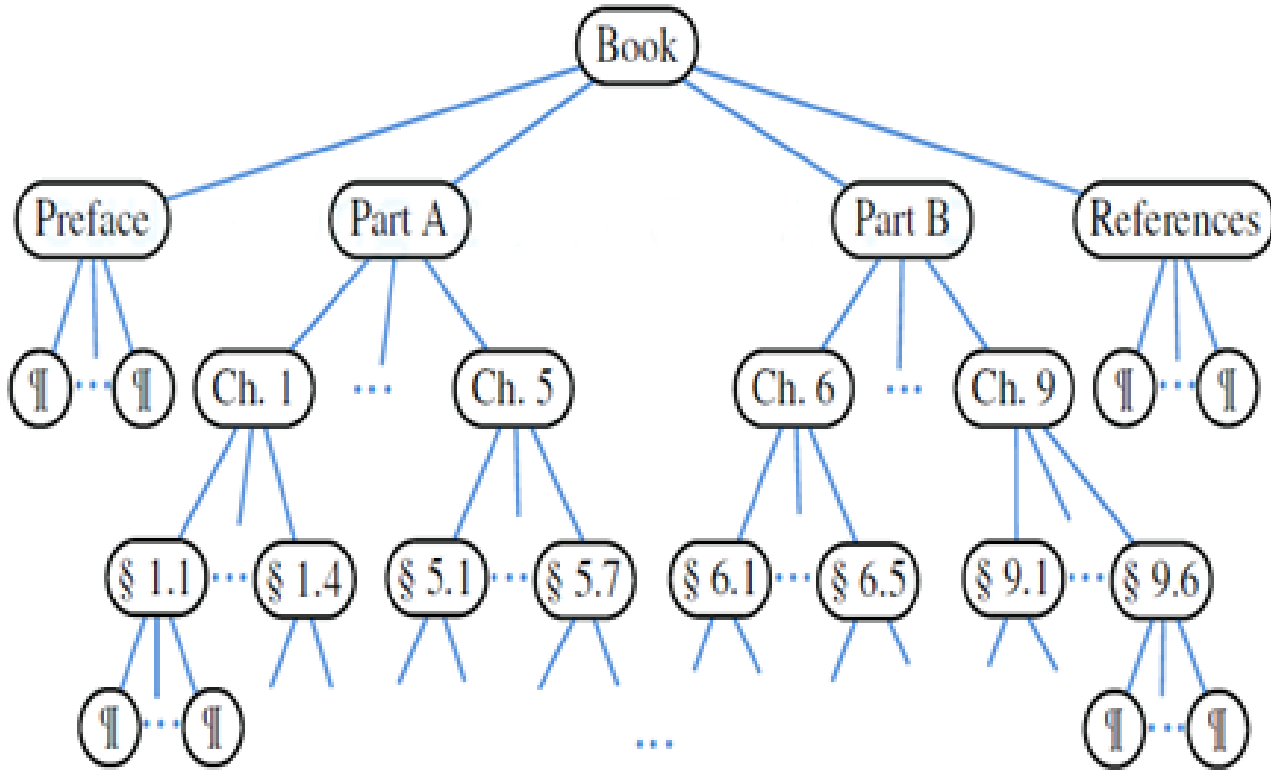 Book
Preface Part A Part B References
¶ ... ¶ Ch. 1 ... Ch. 5 Ch. 6 ... Ch. 9 ¶ ... ¶
§ 1.1 ... § 1.4 § 5.1 ... § 5.7 § 6.1 ... § 6.5 § 9.1 ... § 9.6
¶ ... ¶ ... ¶ ... ¶